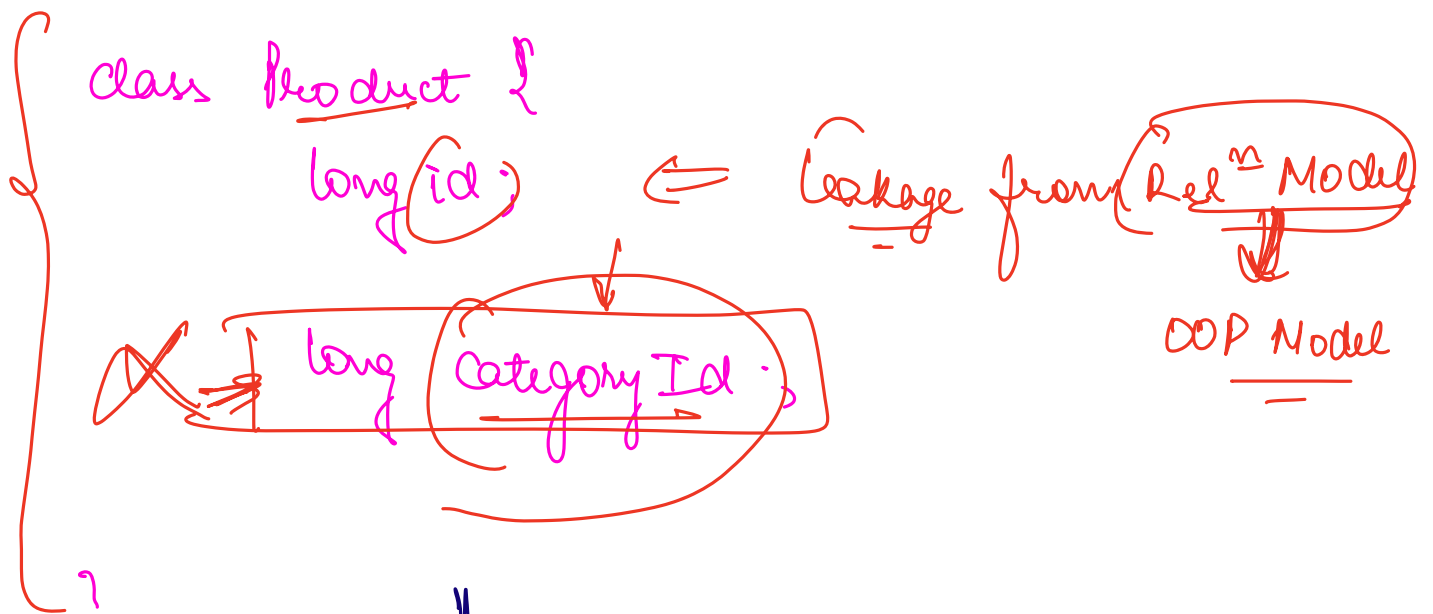 class Product {
long id; Leakage from Relⁿ Model
OOP Model
long CategoryId;
}